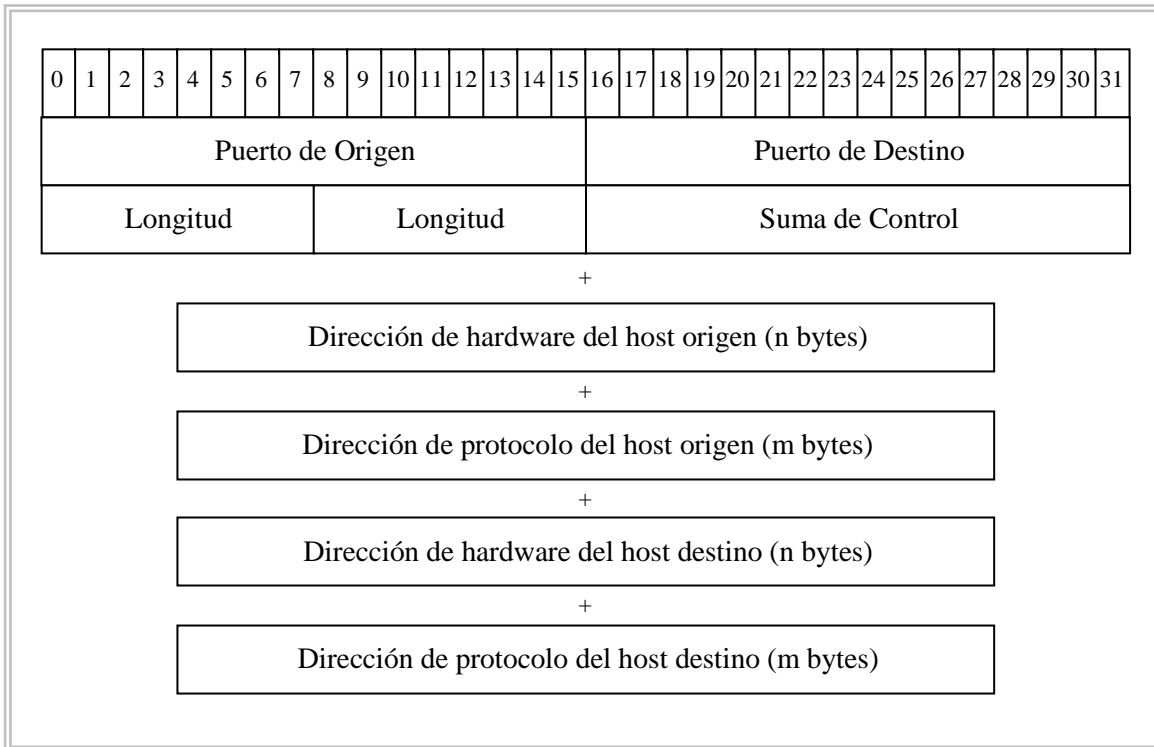 0 1 2 3 4 5 6 7 8 9 10 11 12 13 14 15 16 17 18 19 20 21 22 23 24 25 26 27 28 29 30 31
Puerto de Origen Puerto de Destino
Longitud Longitud Suma de Control
+
Dirección de hardware del host origen (n bytes)
+
Dirección de protocolo del host origen (m bytes)
+
Dirección de hardware del host destino (n bytes)
+
Dirección de protocolo del host destino (m bytes)